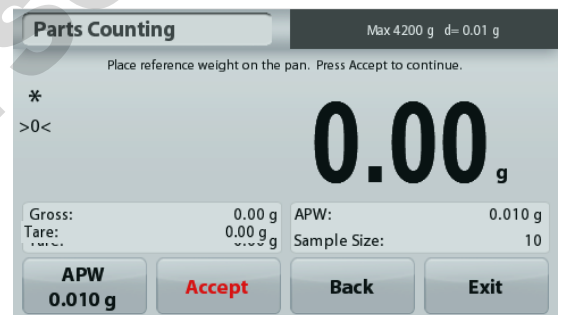 Parts Counting
Max 4200 g d= 0.01 g
Place reference weight on the pan. Press Accept to continue.
*
>0<
0.00 g
Gross: 0.00 g
Tare: 0.00 g
APW: 0.010 g
Sample Size: 10
APW
0.010 g
Accept
Back
Exit